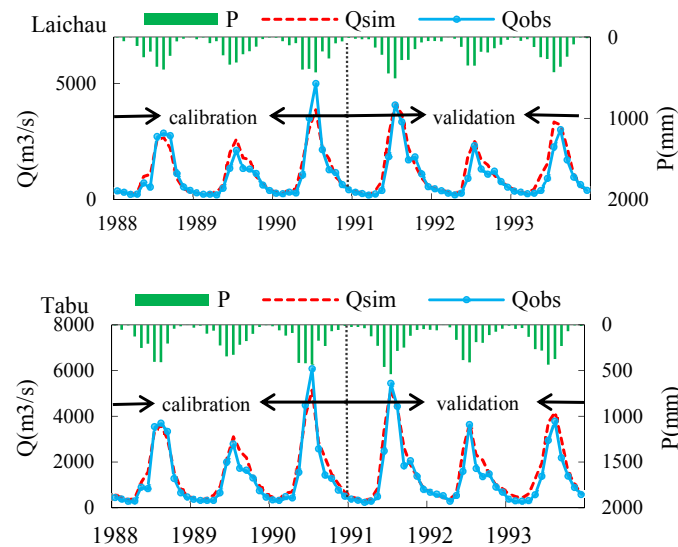 Laichau
P Qsim Qobs
0
5000
calibration
validation
1000
Q(m3/s)
P(mm)
0
2000
1988 1989 1990 1991 1992 1993
Tabu
P Qsim Qobs
8000
0
6000
500
calibration
validation
4000
1000
Q(m3/s)
P(mm)
2000
1500
0
2000
1988 1989 1990 1991 1992 1993